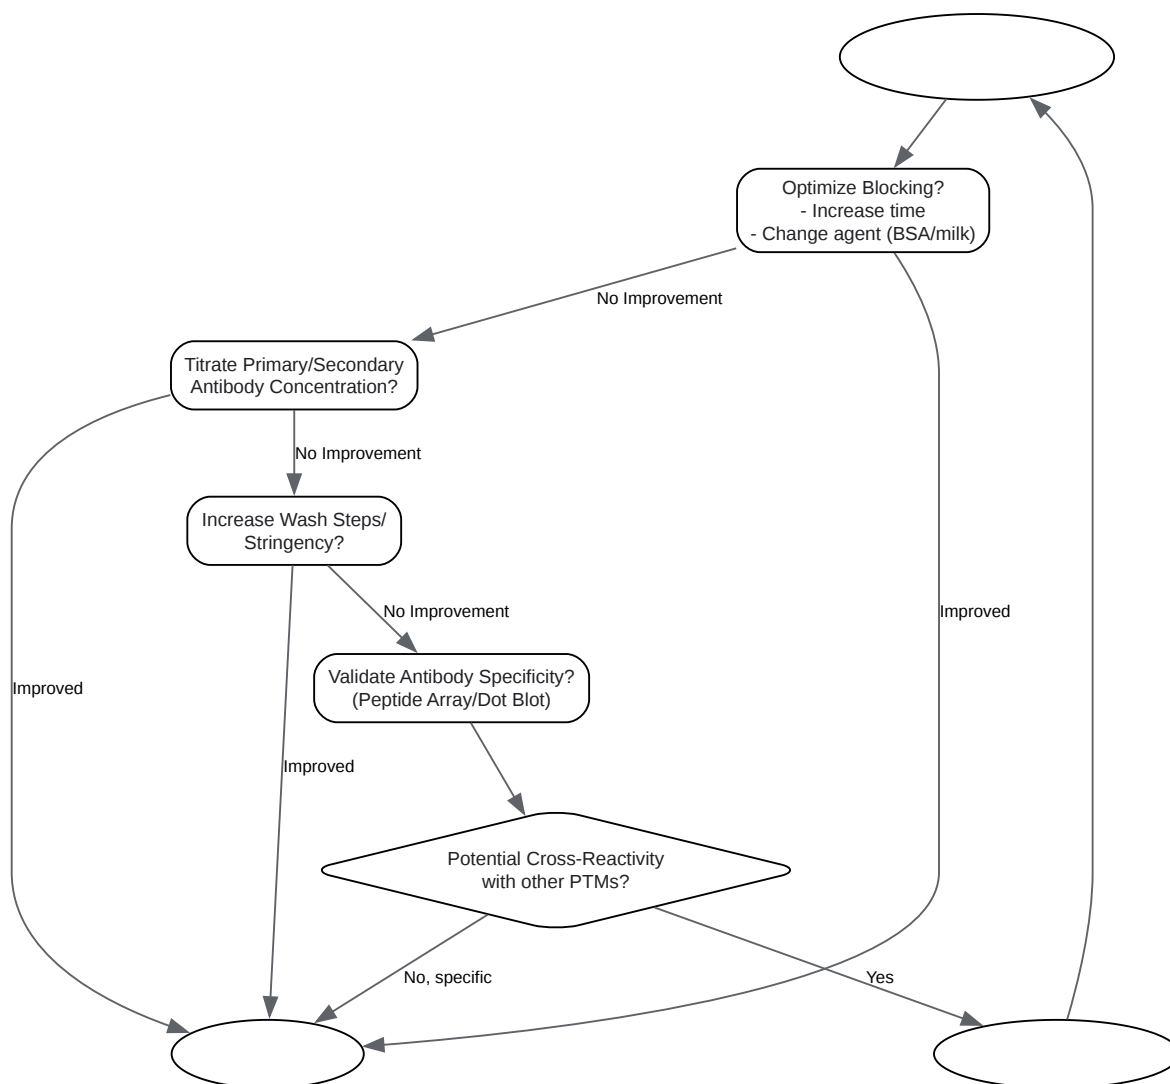 Optimize Blocking?
- Increase time
- Change agent (BSA/milk)
No Improvement
Titrate Primary/Secondary
Antibody Concentration?
No Improvement
Increase Wash Steps/
Stringency?
No Improvement
Improved
Validate Antibody Specificity?
(Peptide Array/Dot Blot)
Improved
Improved
Potential Cross-Reactivity
with other PTMs?
No, specific
Yes